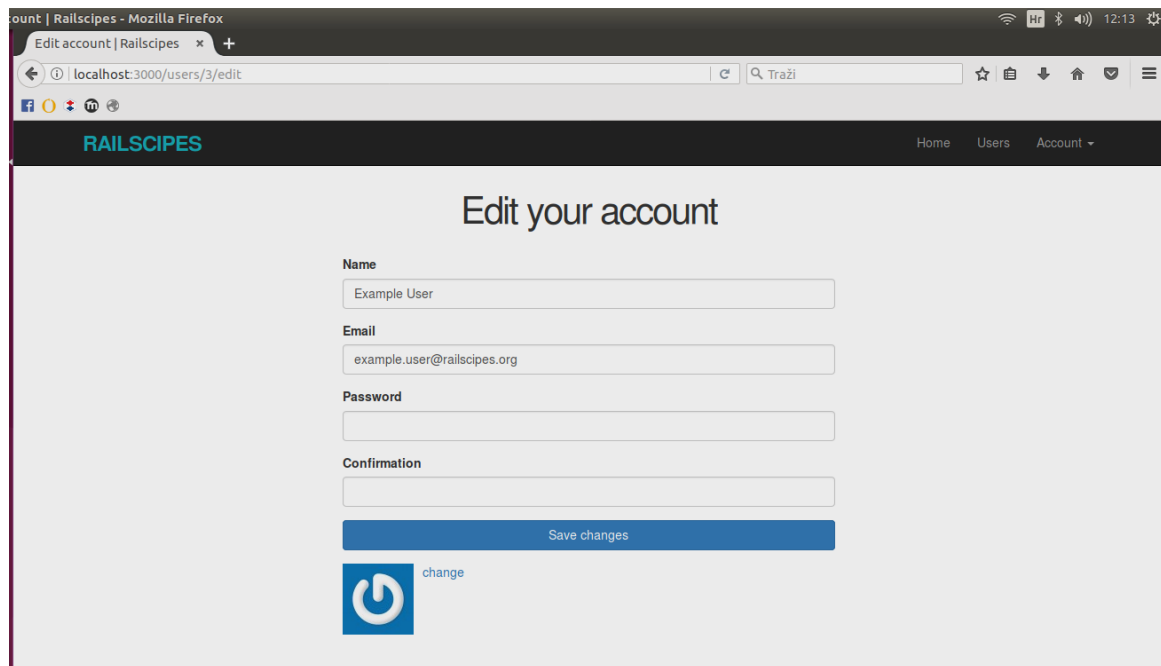 ount | Railscipes - Mozilla Firefox
Hr 12:13
Edit account | Railscipes × +
localhost:3000/users/3/edit
Traži
RAILSCIPES
Home Users Account
Edit your account
Name
Example User
Email
example.user@railscipes.org
Password
Confirmation
Save changes
change